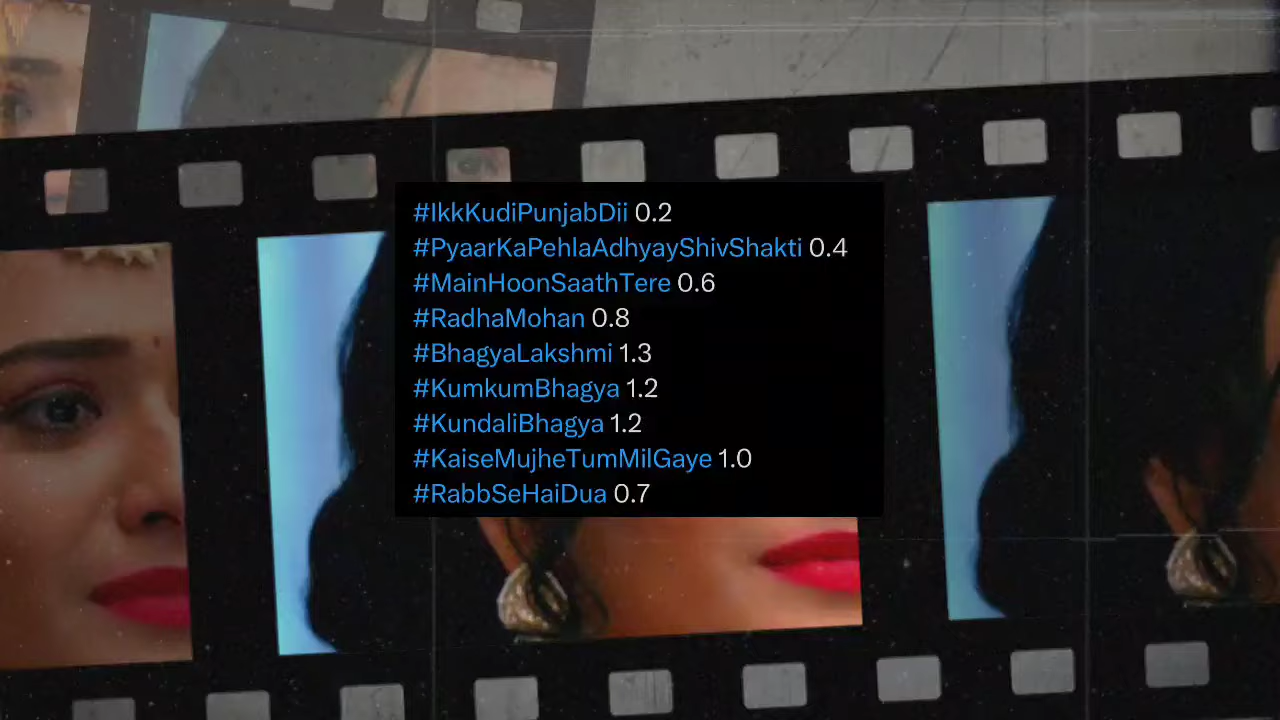 #IkkKudiPunjabDii 0.2
#PyaarKaPehlaAdhyayShivShakti 0.4
#MainHoonSaathTere 0.6
#RadhaMohan 0.8
#BhagyaLakshmi 1.3
#KumkumBhagya 1.2
#KundaliBhagya 1.2
#KaiseMujheTumMilGaye 1.0
#RabbSeHaiDua 0.7